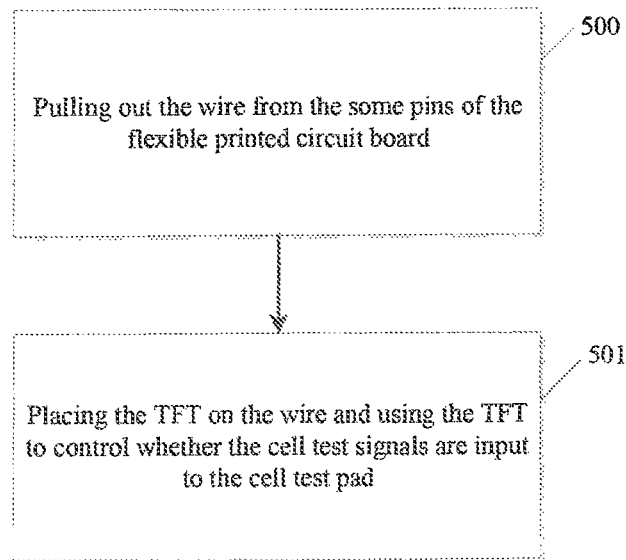 500
Pulling out the wire from the some pins of the
flexible printed circuit board
501
Placing the TFT on the wire and using the TFT
to control whether the cell test signals are input
to the cell test pad